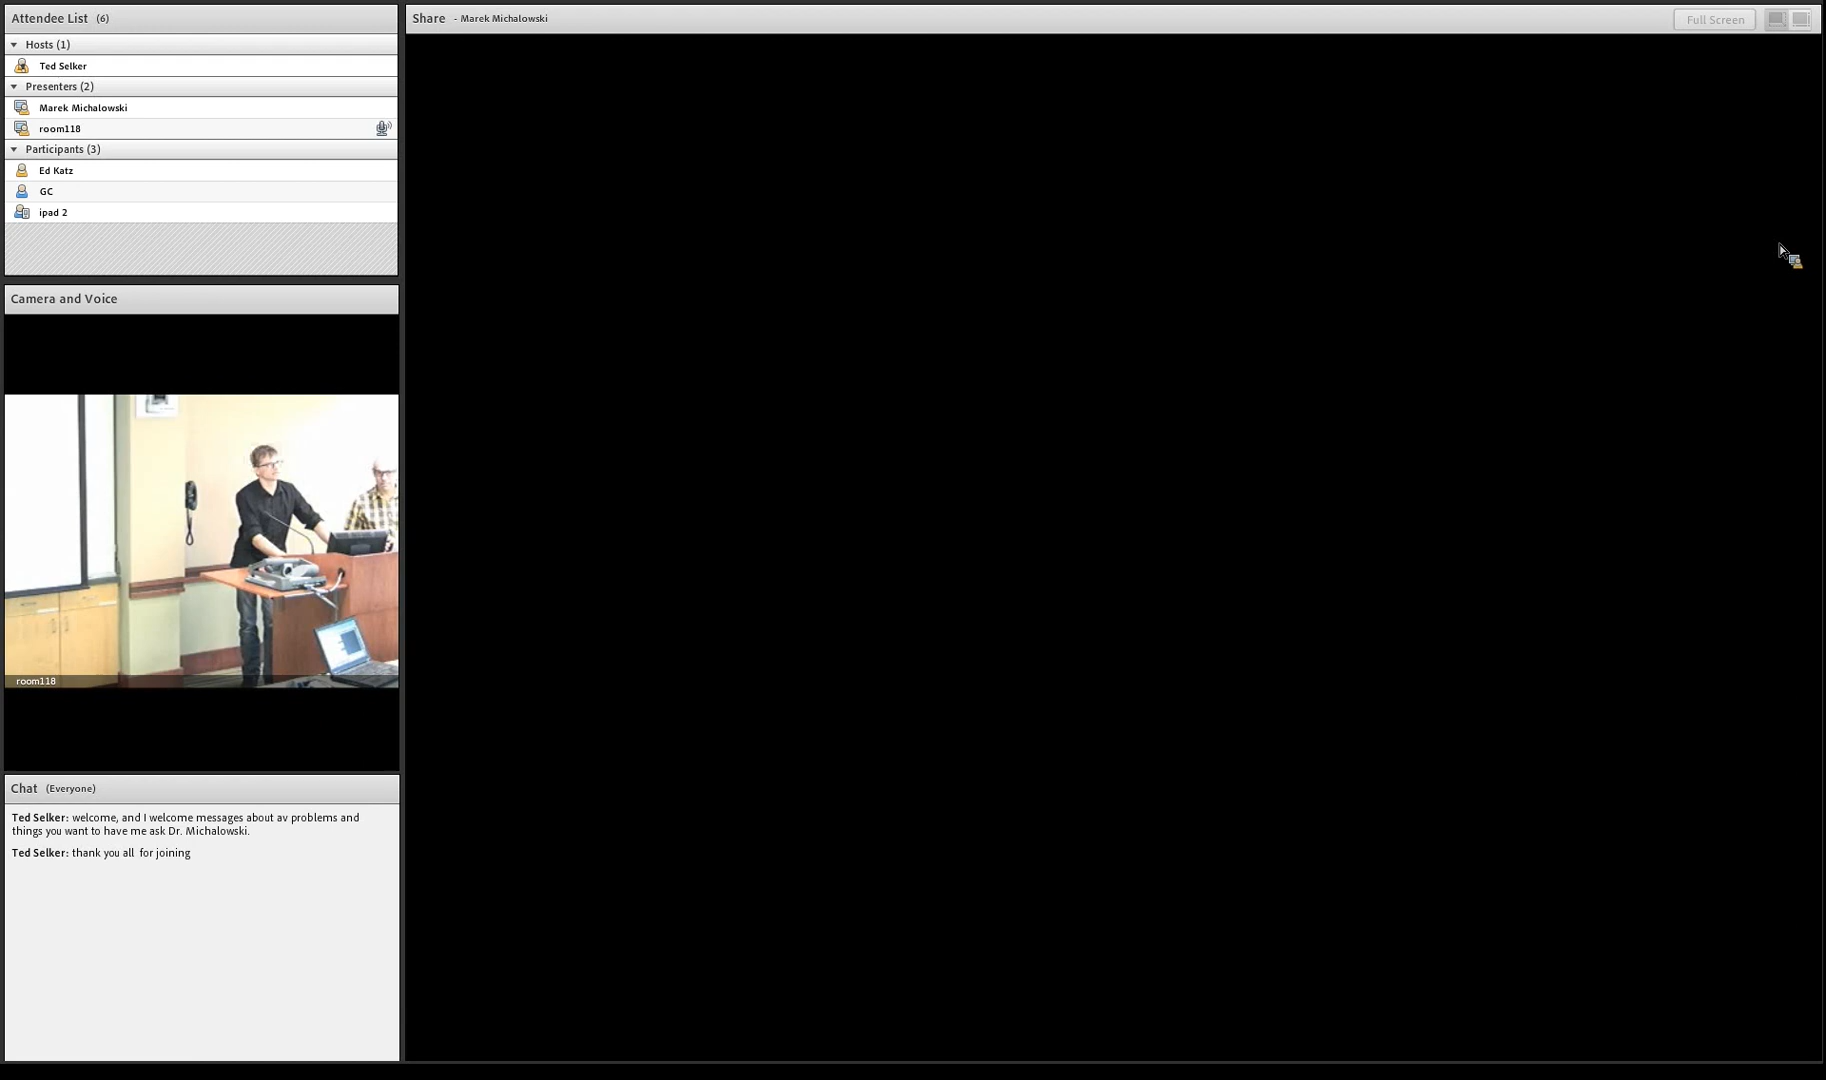 Attendee List (6)
Hosts (1)
Ted Selker
Presenters (2)
Marek Michalowski
room118
Participants (3)
Ed Katz
GC
ipad 2
Camera and Voice
room118
Chat (Everyone)
Ted Selker: welcome, and I welcome messages about av problems and
things you want to have me ask Dr. Michalowski.
Ted Selker: thank you all for joining
Share - Marek Michalowski
Full Screen